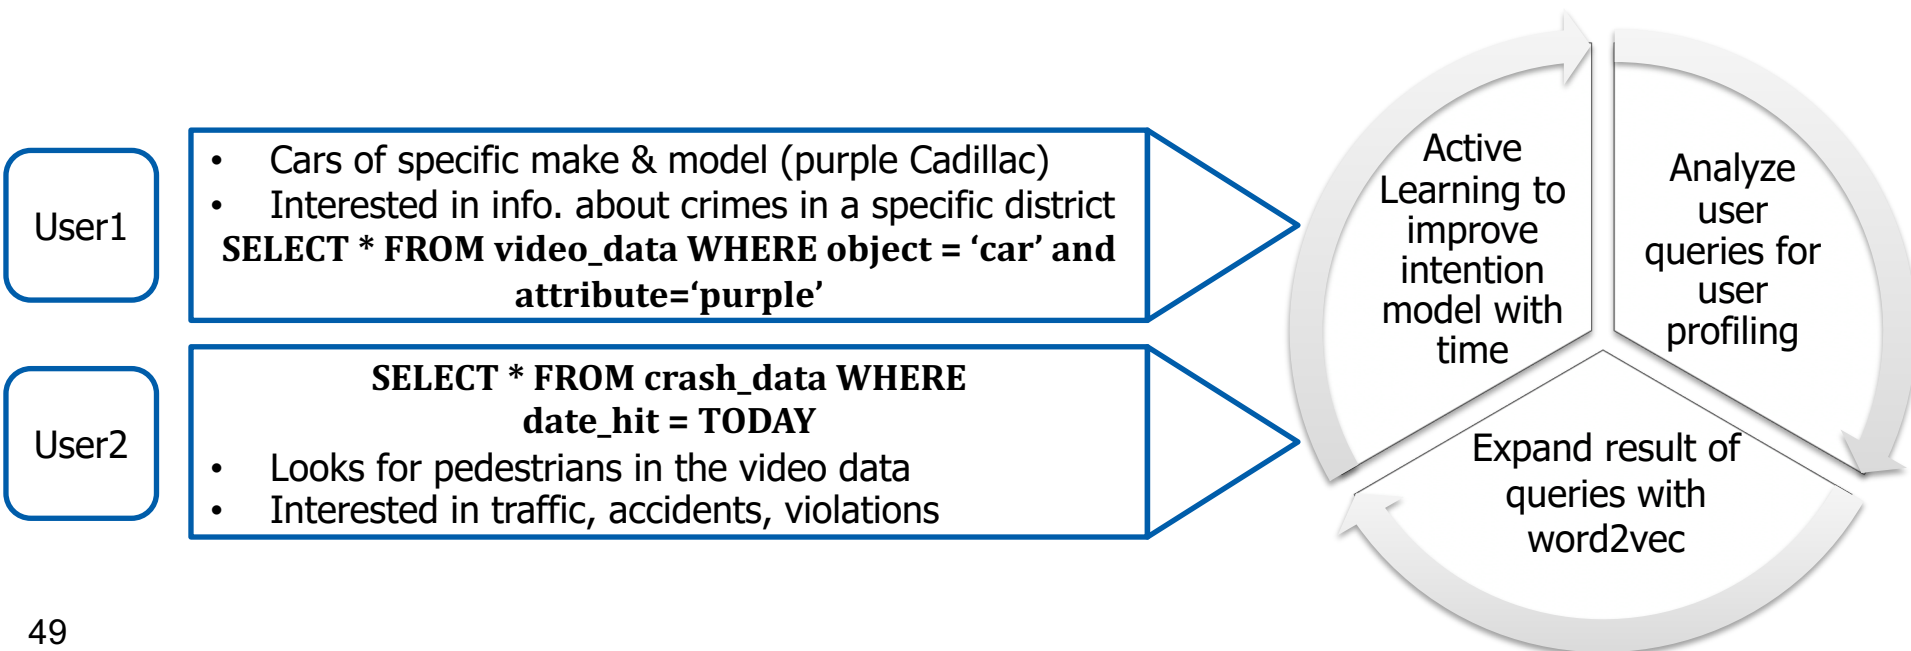 User1
• Cars of specific make & model (purple Cadillac)
• Interested in info. about crimes in a specific district
SELECT * FROM video_data WHERE object = ‘car’ and
attribute=‘purple’
User2
SELECT * FROM crash_data WHERE
date_hit = TODAY
• Looks for pedestrians in the video data
• Interested in traffic, accidents, violations
Active
Learning to
improve
intention
model with
time
Analyze
user
queries for
user
profiling
Expand result of
queries with
word2vec
49